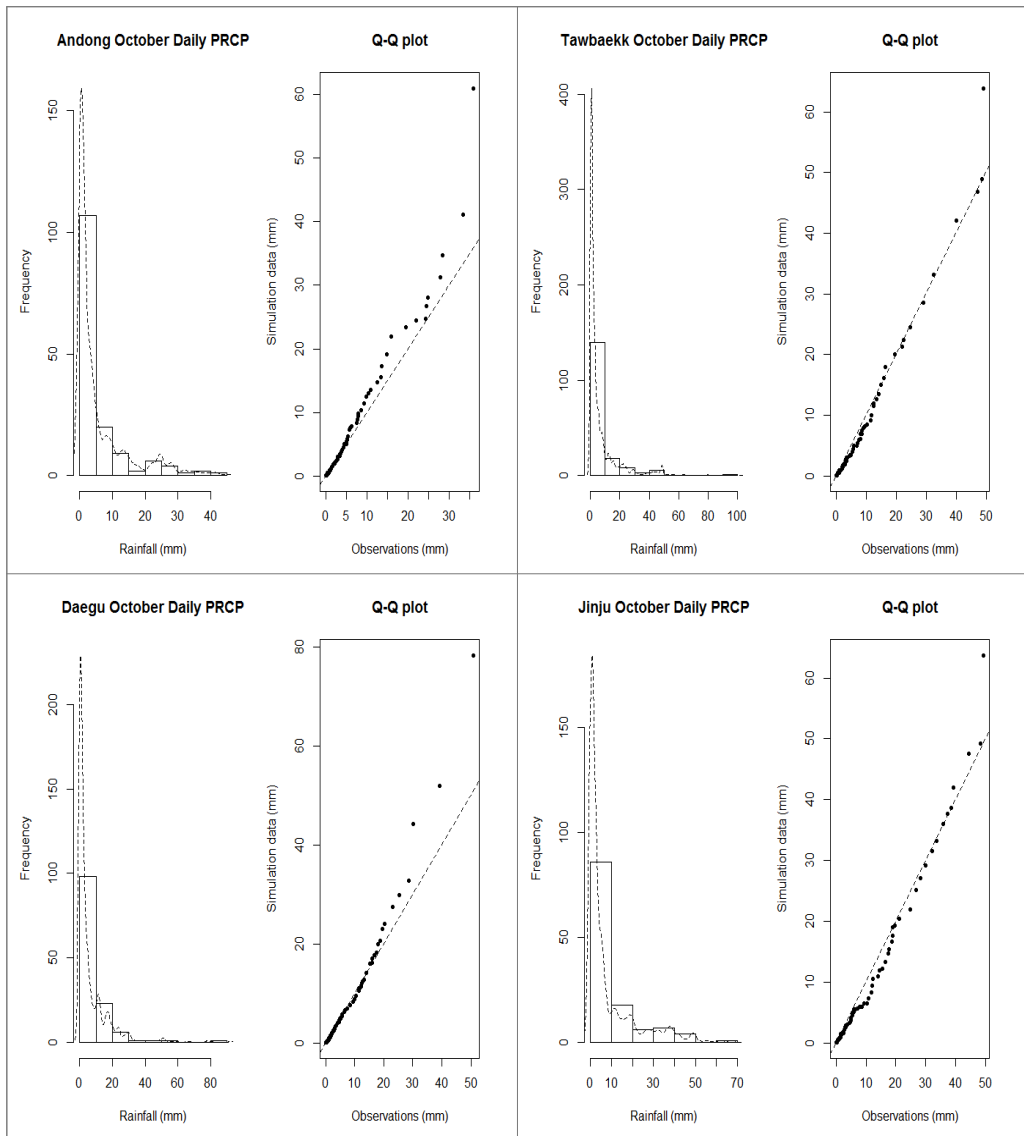 Andong October Daily PRCP
Q-Q plot
Frequency
0 50 100 150
0 10 20 30 40
Rainfall (mm)
Simulation data (mm)
0 10 20 30 40 50 60
0 5 10 20 30
Observations (mm)
Tawbaekk October Daily PRCP
Q-Q plot
Frequency
0 100 200 300 400
0 20 40 60 80 100
Rainfall (mm)
Simulation data (mm)
0 10 20 30 40 50 60
0 10 20 30 40 50
Observations (mm)
Daegu October Daily PRCP
Q-Q plot
Frequency
0 50 100 150 200
0 20 40 60 80
Rainfall (mm)
Simulation data (mm)
0 20 40 60 80
0 10 20 30 40 50
Observations (mm)
Jinju October Daily PRCP
Q-Q plot
Frequency
0 50 100 150
0 10 30 50 70
Rainfall (mm)
Simulation data (mm)
0 10 20 30 40 50 60
0 10 20 30 40 50
Observations (mm)